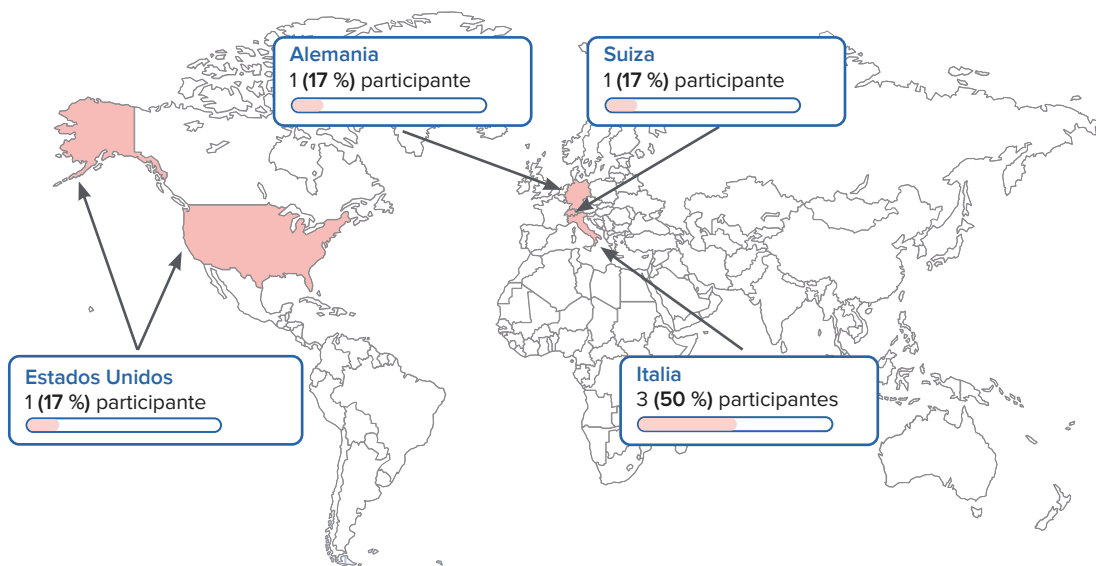 Alemania
1 (17 %) participante
Suiza
1 (17 %) participante
Estados Unidos
1 (17 %) participante
Italia
3 (50 %) participantes